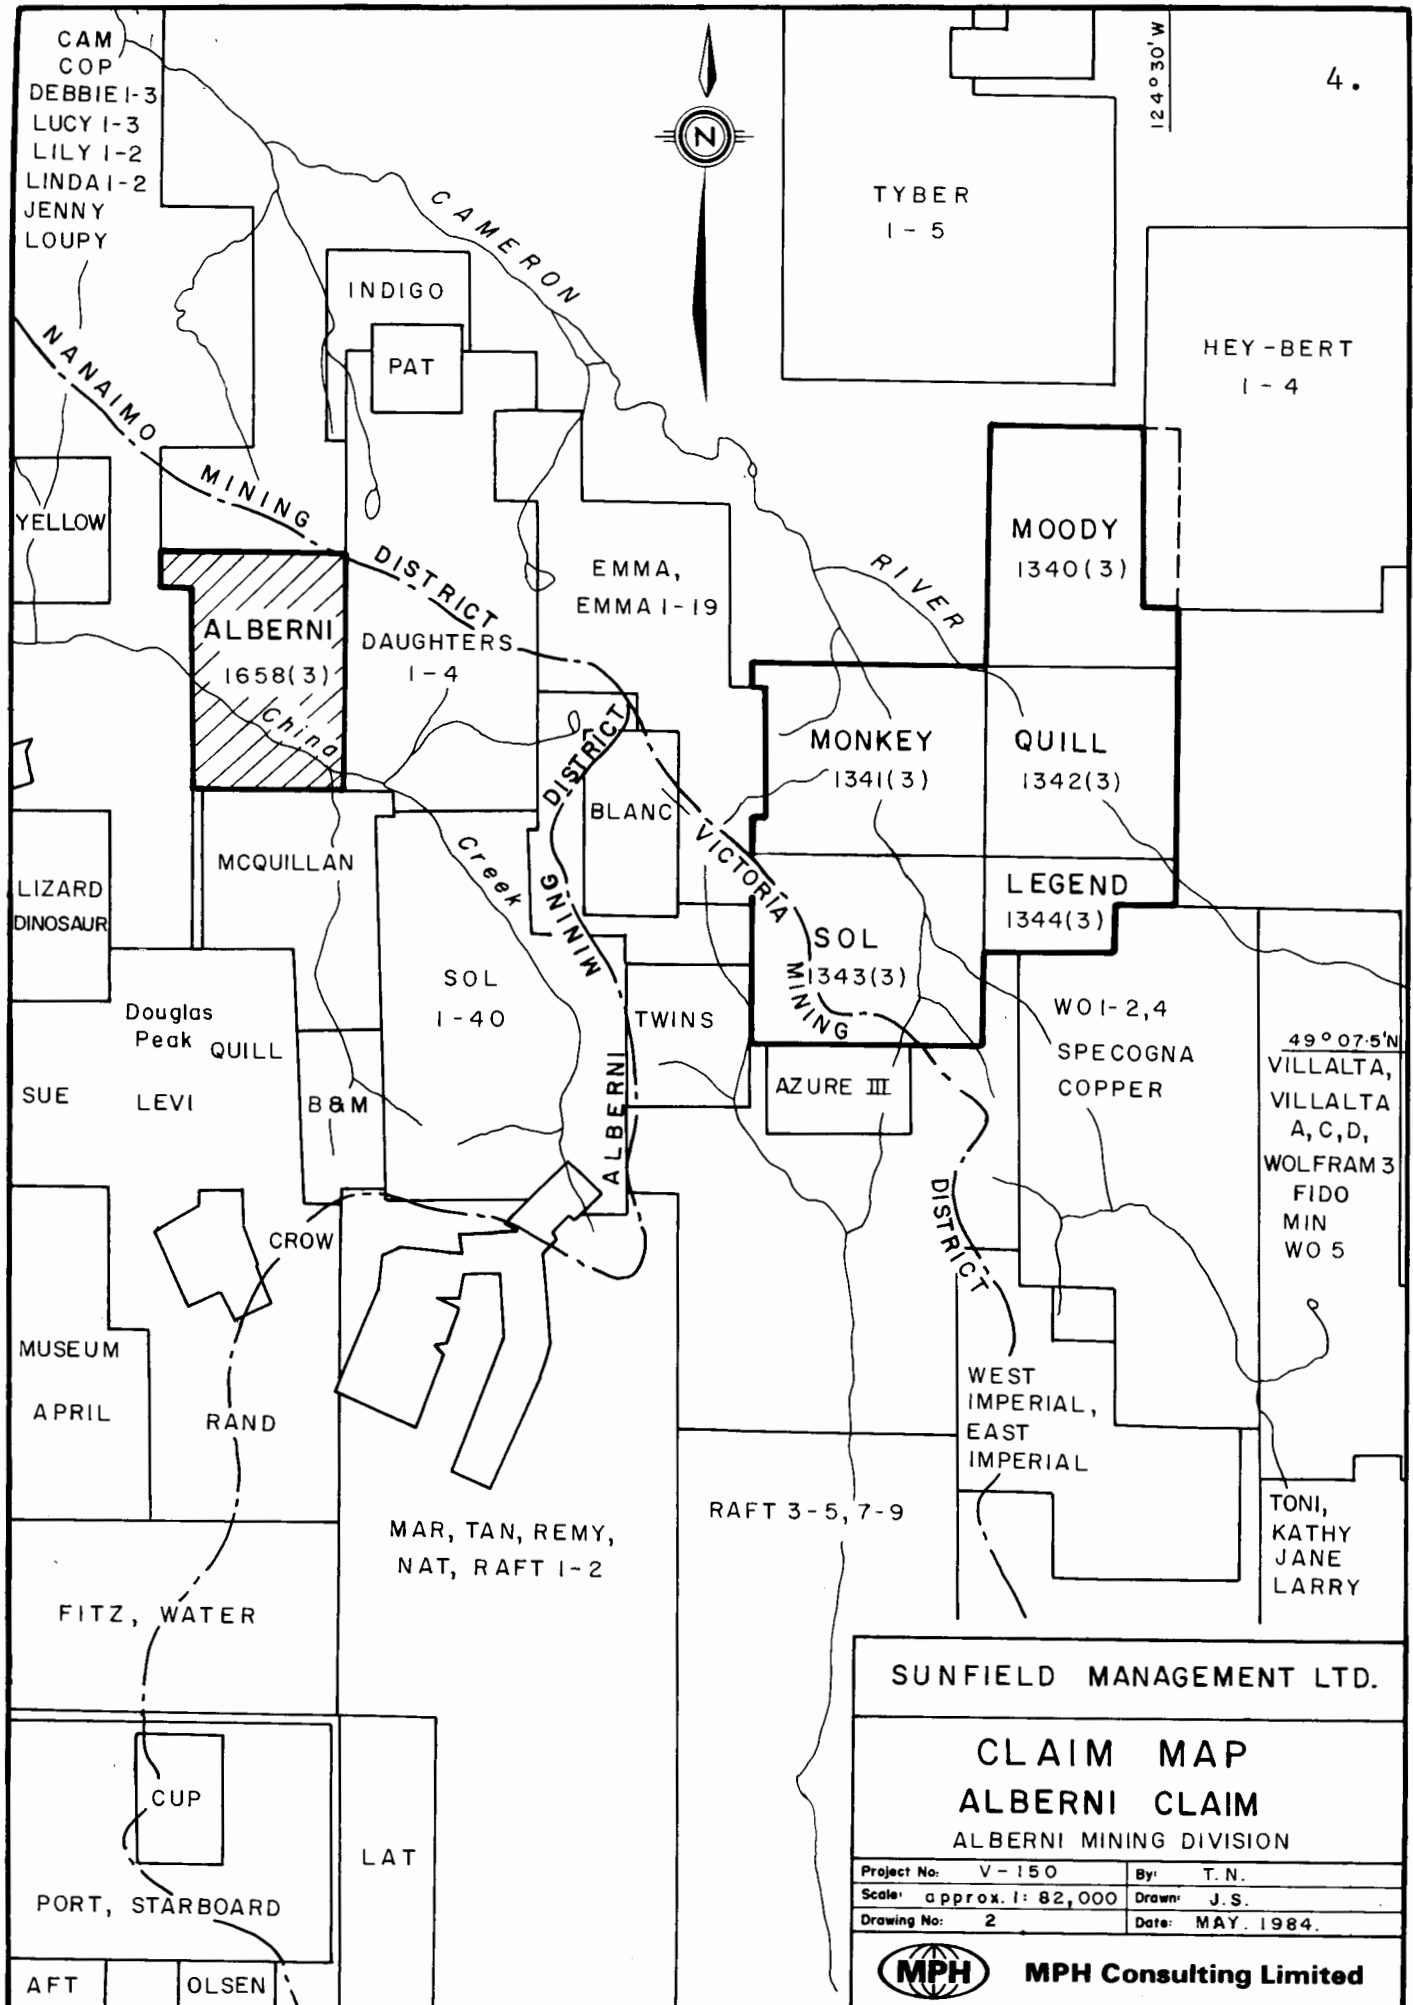 CAM
COP
DEBBIE 1-3
LUCY 1-3
LILY 1-2
LINDA 1-2
JENNY
LOUPY
4.
124° 30' W
N
TYBER
1 - 5
CAMERON
RIVER
INDIGO
PAT
HEY - BERT
1 - 4
NANAIMO
MINING
DISTRICT
YELLOW
MOODY
1340(3)
EMMA,
EMMA 1-19
ALBERNI
1658(3)
DAUGHTERS
1-4
China
Creek
MONKEY
1341(3)
QUILL
1342(3)
DISTRICT
MINING
ALBERNI
BLANC
VICTORIA
MINING
DISTRICT
MCQUILLAN
LIZARD
DINOSAUR
LEGEND
1344(3)
SOL
1343(3)
SOL
1-40
Douglas
Peak
QUILL
TWINS
WO 1-2,4
SPECOGNA
COPPER
49° 07.5'N
VILLALTA,
VILLALTA
A, C, D,
WOLFRAM 3
FIDO
MIN
WO 5
SUE
LEVI
B & M
AZURE III
CROW
MUSEUM
APRIL
RAND
WEST
IMPERIAL,
EAST
IMPERIAL
RAFT 3-5, 7-9
MAR, TAN, REMY,
NAT, RAFT 1-2
TONI,
KATHY
JANE
LARRY
FITZ, WATER
CUP
LAT
PORT, STARBOARD
AFT
OLSEN
SUNFIELD MANAGEMENT LTD.
CLAIM MAP
ALBERNI CLAIM
ALBERNI MINING DIVISION
Project No: V - 150
By: T. N.
Scale: approx. 1: 82,000
Drawn: J. S.
Drawing No: 2
Date: MAY. 1984.
MPH
MPH Consulting Limited